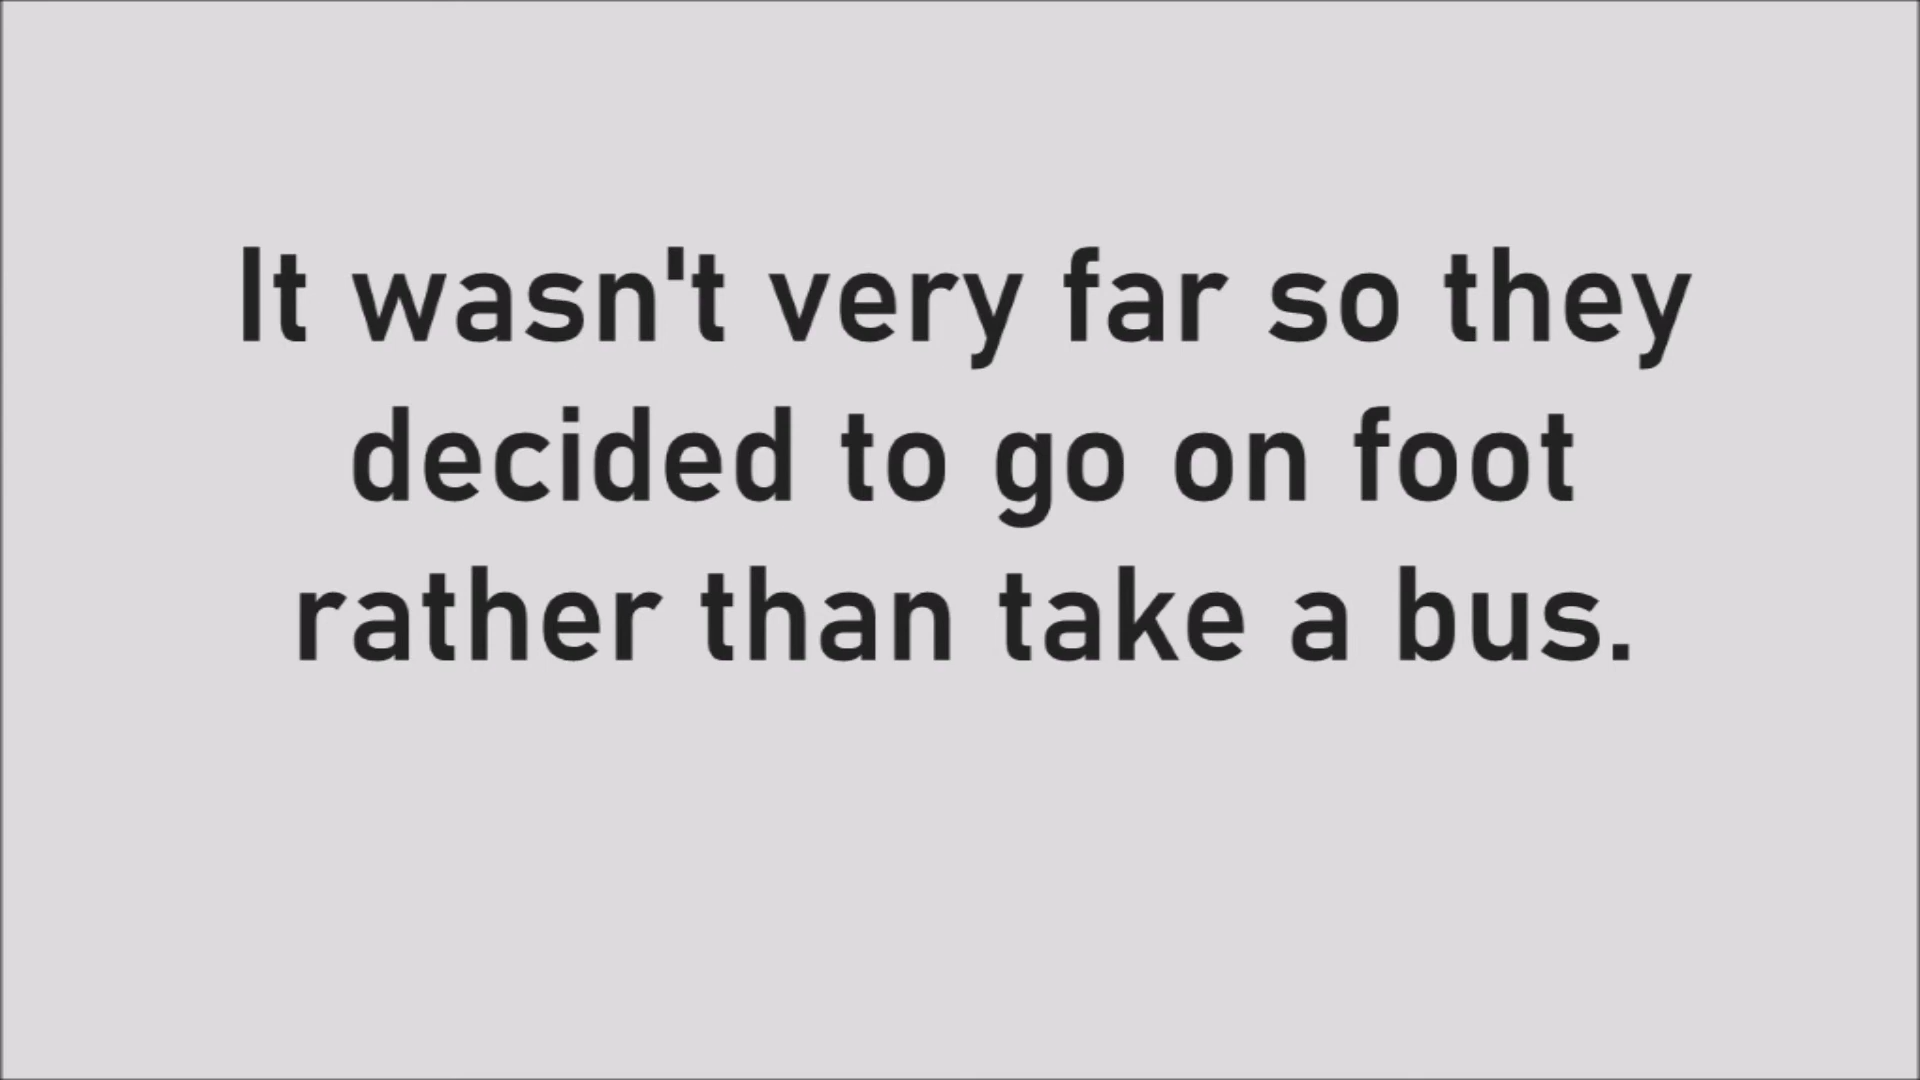 It wasn't very far so they
decided to go on foot
rather than take a bus.